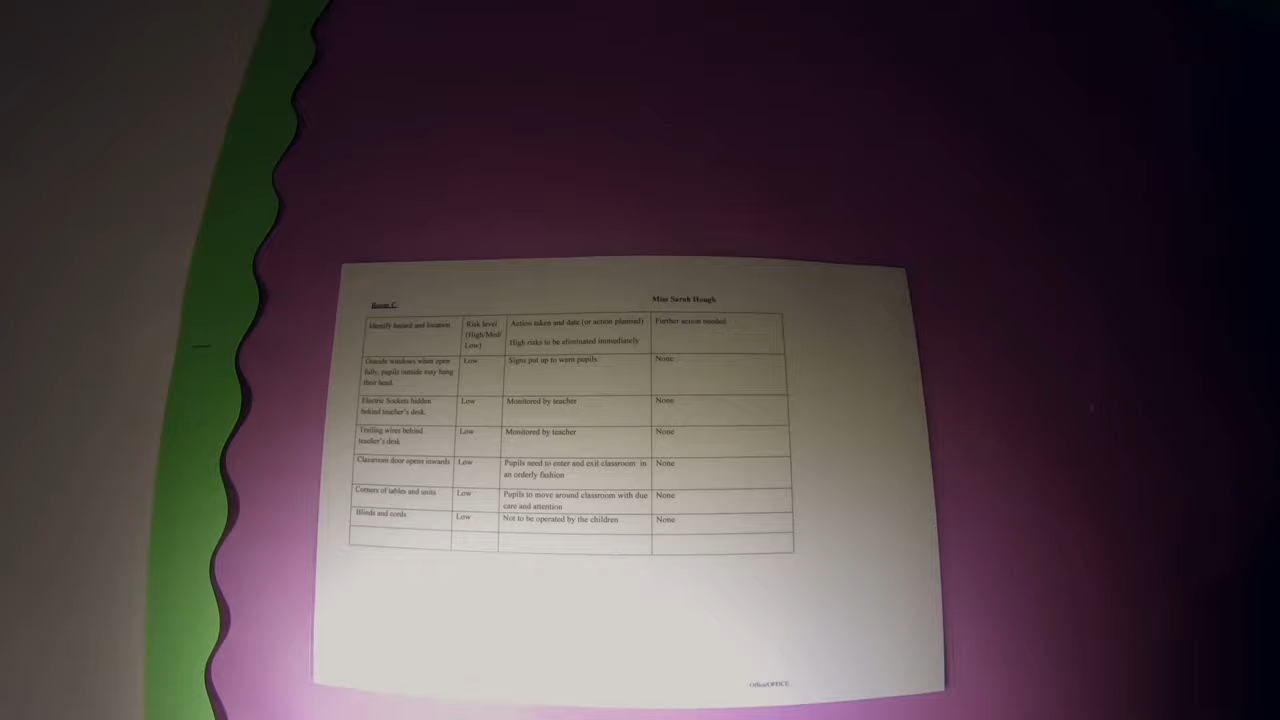 Room C
Miss Sarah Hough
Identify hazard and location
Risk level
(High/Med/
Low)
Action taken and date (or action planned)
High risks to be eliminated immediately
Further action needed
Outside windows when open
fully, pupils outside may bang
their head.
Low
Signs put up to warn pupils
None
Electric Sockets hidden
behind teacher's desk.
Low
Monitored by teacher
None
Trailing wires behind
teacher's desk
Low
Monitored by teacher
None
Classroom door opens inwards
Low
Pupils need to enter and exit classroom in
an orderly fashion
None
Corners of tables and units
Low
Pupils to move around classroom with due
care and attention
None
Blinds and cords
Low
Not to be operated by the children
None
Office/OFFICE